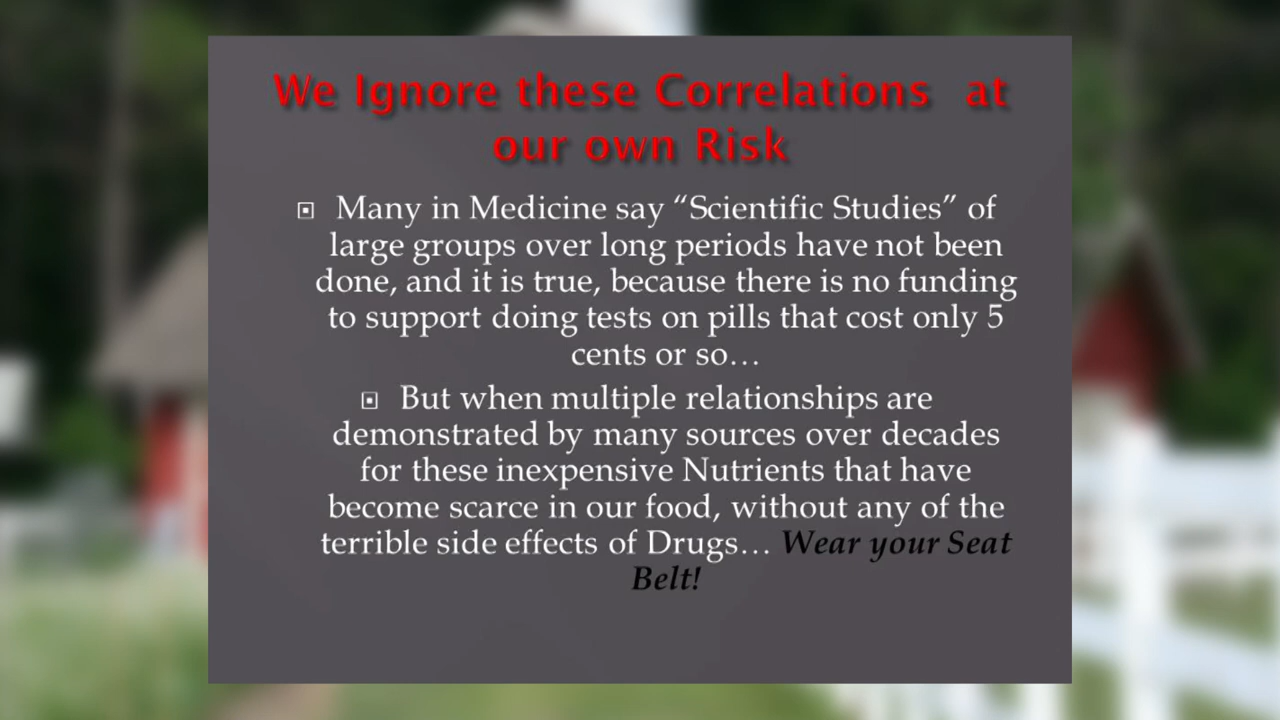 We Ignore these Correlations at
our own Risk
Many in Medicine say “Scientific Studies” of
large groups over long periods have not been
done, and it is true, because there is no funding
to support doing tests on pills that cost only 5
cents or so…
But when multiple relationships are
demonstrated by many sources over decades
for these inexpensive Nutrients that have
become scarce in our food, without any of the
terrible side effects of Drugs… Wear your Seat
Belt!